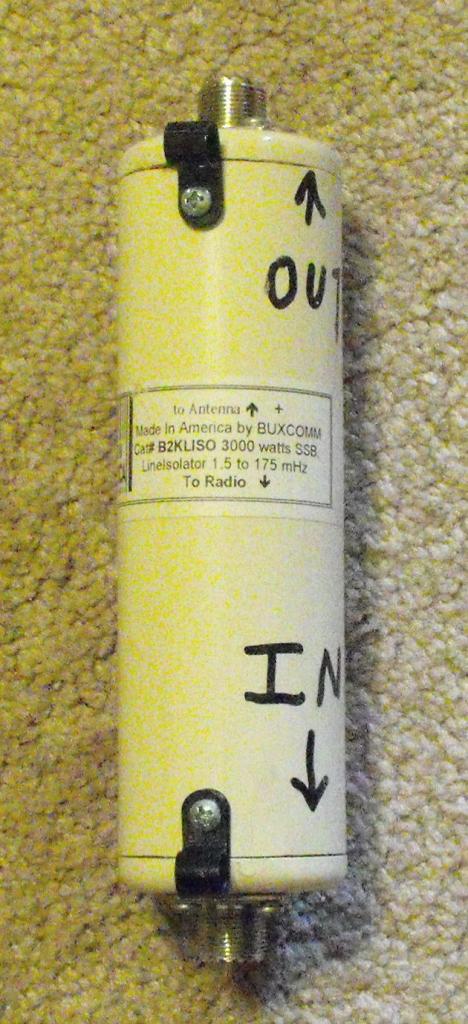 OUT
to Antenna ↑ +
Made In America by BUXCOMM
Cat# B2KLISO 3000 watts SSB,
LineIsolator 1.5 to 175 mHz
To Radio ↓
IN